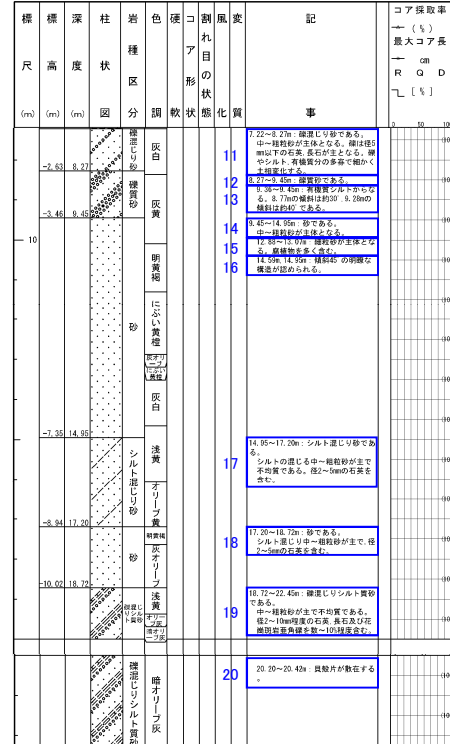 標尺(m)
標高(m)
深度(m)
柱状図
岩種区分
色調
硬軟
コア形状
割れ目の状態
風化
変質
記事
コア採取率
(%)
最大コア長
cm
RQD
[%]
0 50 100
10
-2.63 8.27
-3.46 9.45
-7.35 14.95
-8.94 17.20
-10.02 18.72
礫混じり砂
礫質砂
砂
シルト混じり砂
砂
礫混じりシルト質砂
礫混じりシルト質砂
灰白
灰黄
明黄褐
にぶい黄橙
灰オリーブ
にぶい黄橙
灰白
浅黄
オリーブ黄
明黄褐
灰オリーブ
浅黄
オリーブ灰
暗オリーブ灰
11
7.22~8.27m:礫混じり砂である。
中~粗粒砂が主体となる。礫は径5
mm以下の石英、長石が主となる。礫
やシルト、有機質分の多寡で細かく
土相変化する。
12
8.27~9.45m:礫質砂である。
13
9.36~9.45m:有機質シルトからな
る。8.77mの傾斜は約30°、9.28mの
傾斜は約40°である。
14
9.45~14.95m:砂である。
中~粗粒砂が主体となる。
15
12.88~13.07m:細粒砂が主体とな
る。腐植物を多く含む。
16
14.59m,14.95m:傾斜45°の明瞭な
構造が認められる。
17
14.95~17.20m:シルト混じり砂であ
る。
シルトの混じる中~粗粒砂が主で
不均質である。径2~5mmの石英を
含む。
18
17.20~18.72m:砂である。
シルト混じり中~粗粒砂が主で、径
2~5mmの石英を含む。
19
18.72~22.45m:礫混じりシルト質砂
である。
中~粗粒砂が主で不均質である。
径2~10mm程度の石英、長石及び花
崗斑岩亜角礫を数~10%程度含む。
20
20.20~20.42m:貝殻片が散在する
。